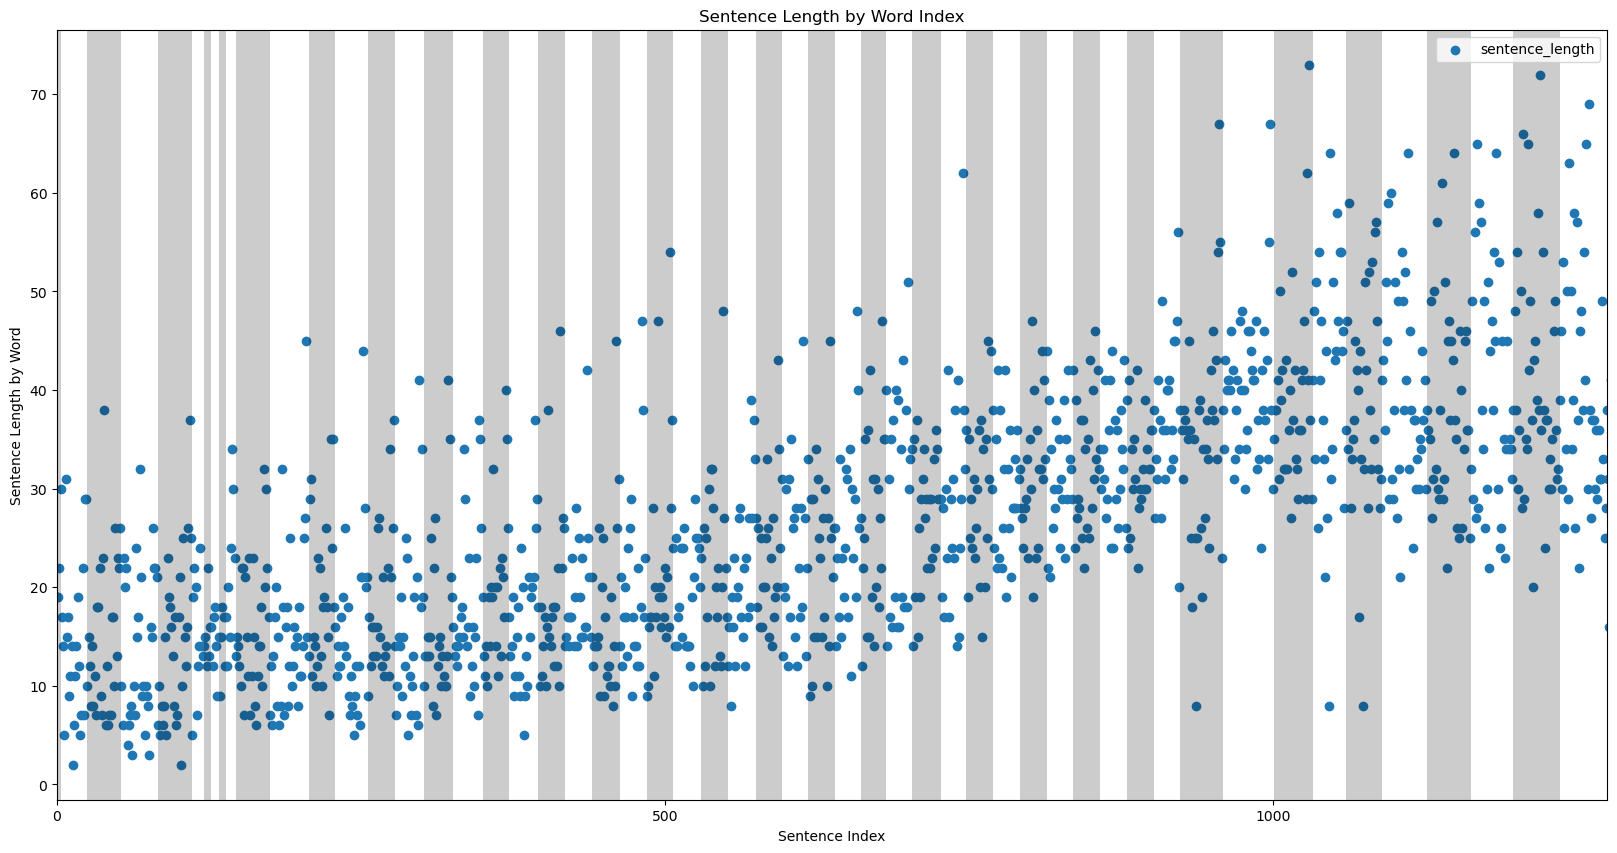 Sentence Length by Word Index
sentence_length
Sentence Length by Word
70
60
50
40
30
20
10
0
0 500 1000
Sentence Index